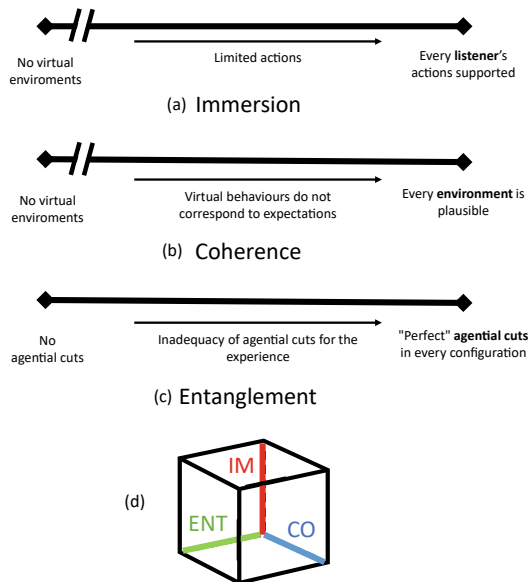 No virtual
enviroments
Limited actions
Every listener's
actions supported
(a) Immersion
No virtual
enviroments
Virtual behaviours do not
correspond to expectations
Every environment is
plausible
(b) Coherence
No
agential cuts
Inadequacy of agential cuts for the
experience
"Perfect" agential cuts
in every configuration
(c) Entanglement
(d)
IM
ENT
CO